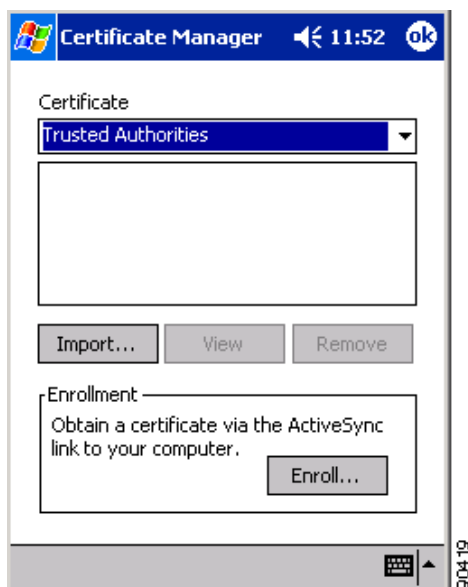 Certificate Manager 11:52 ok
Certificate
Trusted Authorities
Import... View Remove
Enrollment
Obtain a certificate via the ActiveSync
link to your computer.
Enroll...
90419